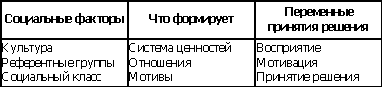 Социальные факторы Что формирует Переменные
принятия решения
Культура Система ценностей Восприятие
Референтные группы Отношения Мотивация
Социальный класс Мотивы Принятие решения